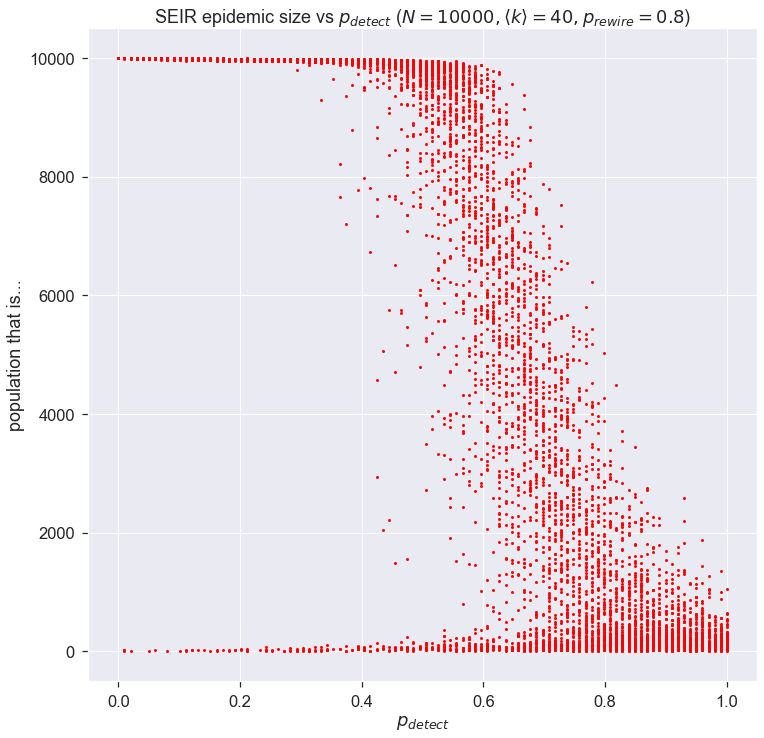 SEIR epidemic size vs p_detect (N = 10000, ⟨k⟩ = 40, p_rewire = 0.8)
10000
8000
6000
4000
2000
0
population that is...
0.0 0.2 0.4 0.6 0.8 1.0
p_detect